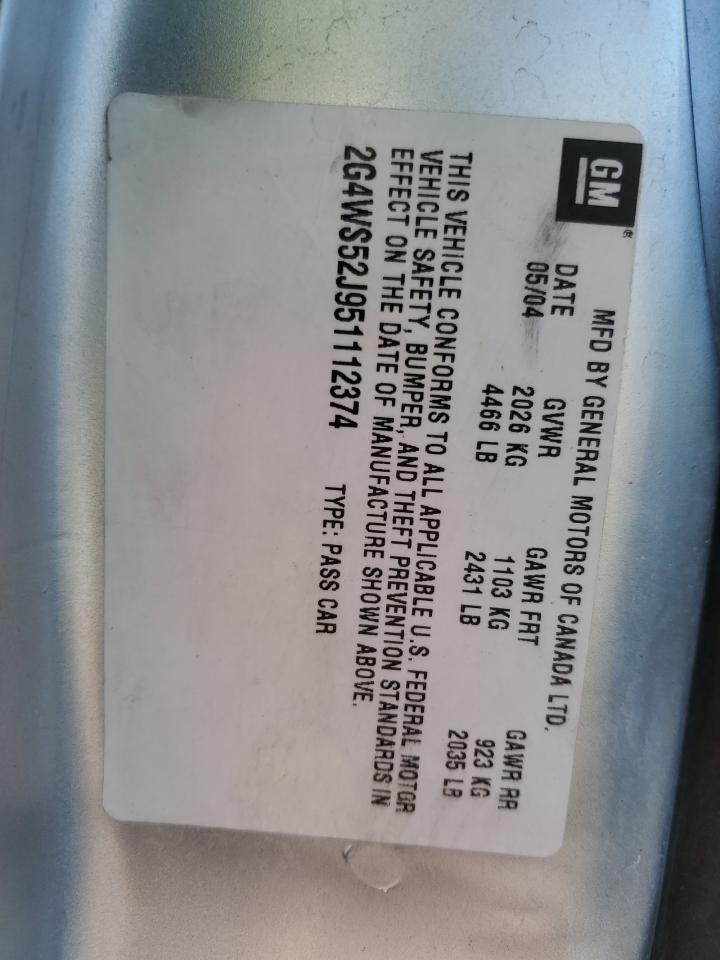 GM®
MFD BY GENERAL MOTORS OF CANADA LTD.
DATE GVWR GAWR FRT GAWR RR
05/04 2026 KG 1103 KG 923 KG
4466 LB 2431 LB 2035 LB
THIS VEHICLE CONFORMS TO ALL APPLICABLE U.S. FEDERAL MOTOR
VEHICLE SAFETY, BUMPER, AND THEFT PREVENTION STANDARDS IN
EFFECT ON THE DATE OF MANUFACTURE SHOWN ABOVE.
2G4WS52J951112374 TYPE: PASS CAR